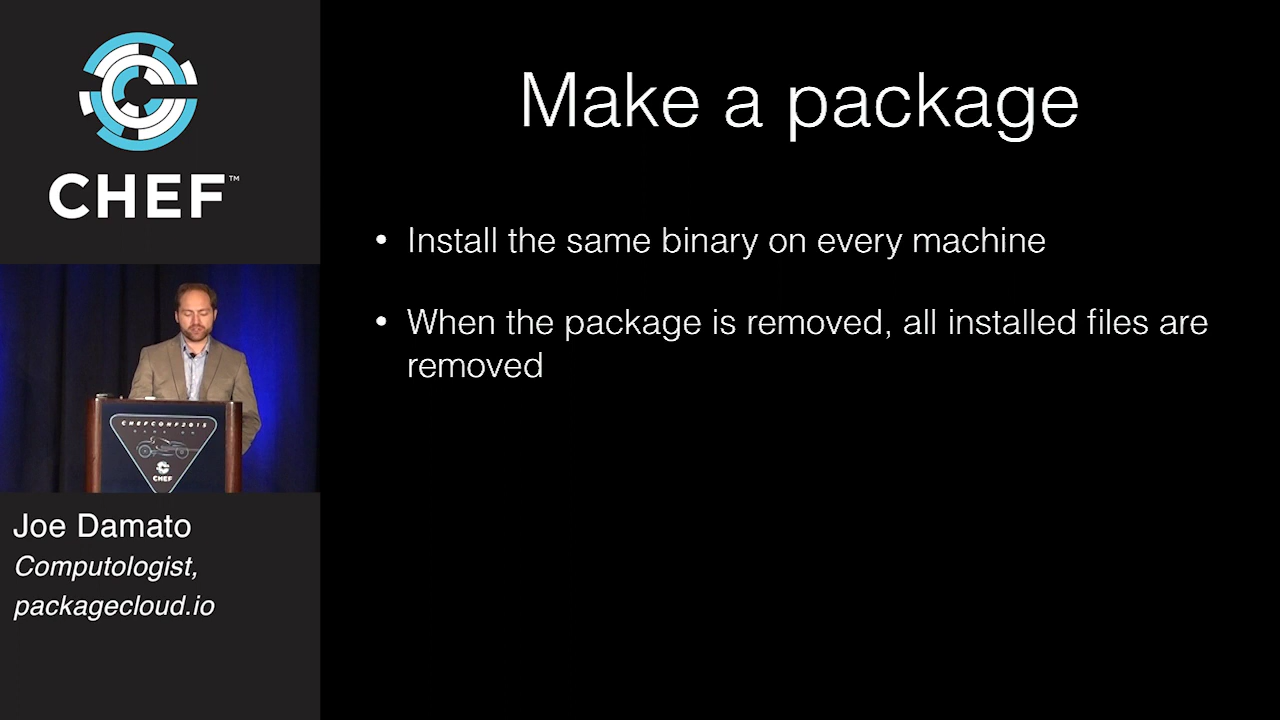 CHEF™
Make a package
• Install the same binary on every machine
• When the package is removed, all installed files are
removed
CHEFCONF2015
CHEF
Joe Damato
Computologist,
packagecloud.io